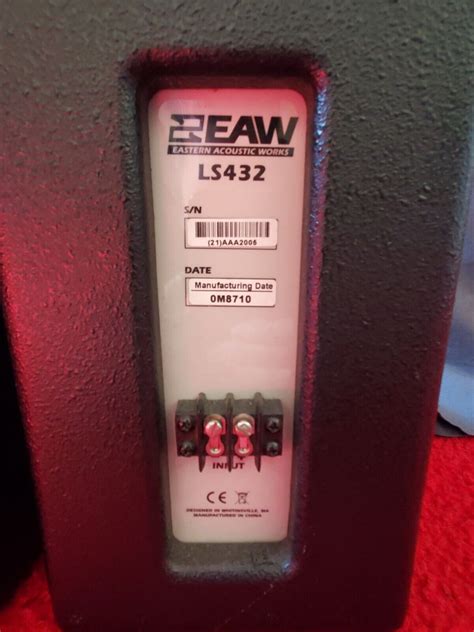 EAW
EASTERN ACOUSTIC WORKS
LS432
S/N
(21)AAA2005
DATE
Manufacturing Date
0M8710
INPUT
CE
DESIGNED IN WHITINSVILLE, MA
MANUFACTURED IN CHINA